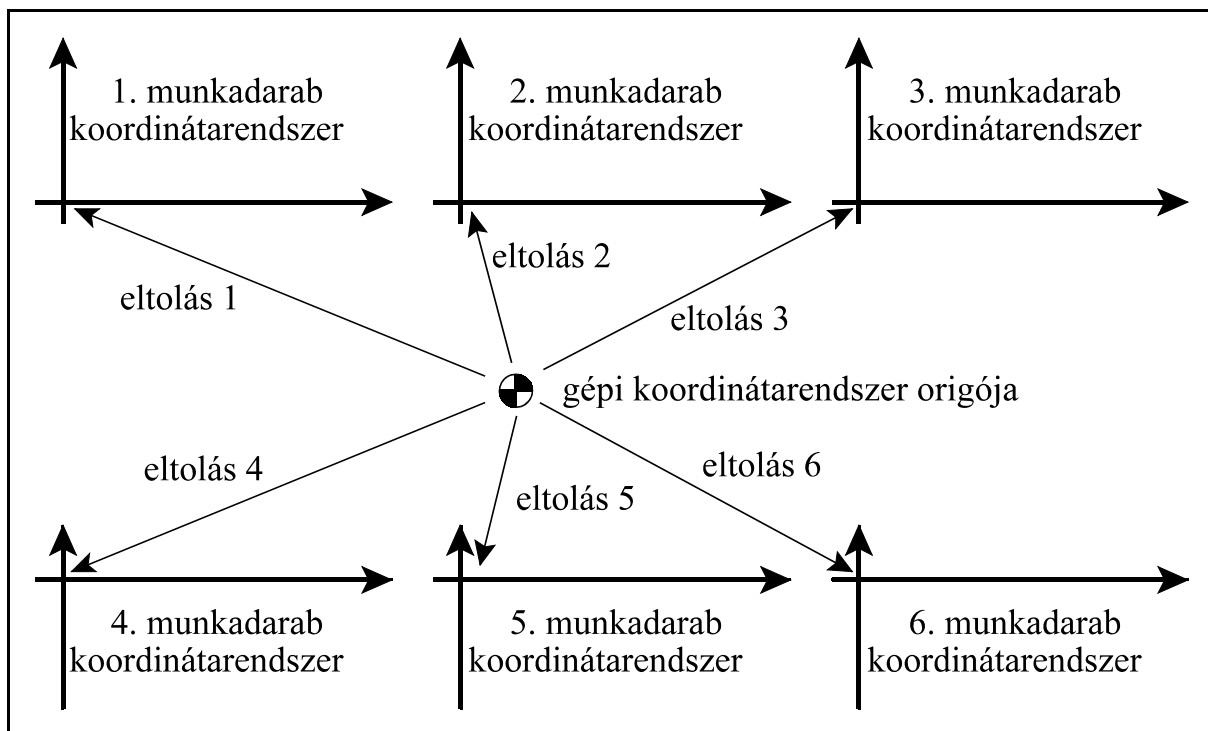 1. munkadarab
koordinátarendszer
2. munkadarab
koordinátarendszer
3. munkadarab
koordinátarendszer
eltolás 1
eltolás 2
eltolás 3
gépi koordinátarendszer origója
eltolás 4
eltolás 5
eltolás 6
4. munkadarab
koordinátarendszer
5. munkadarab
koordinátarendszer
6. munkadarab
koordinátarendszer